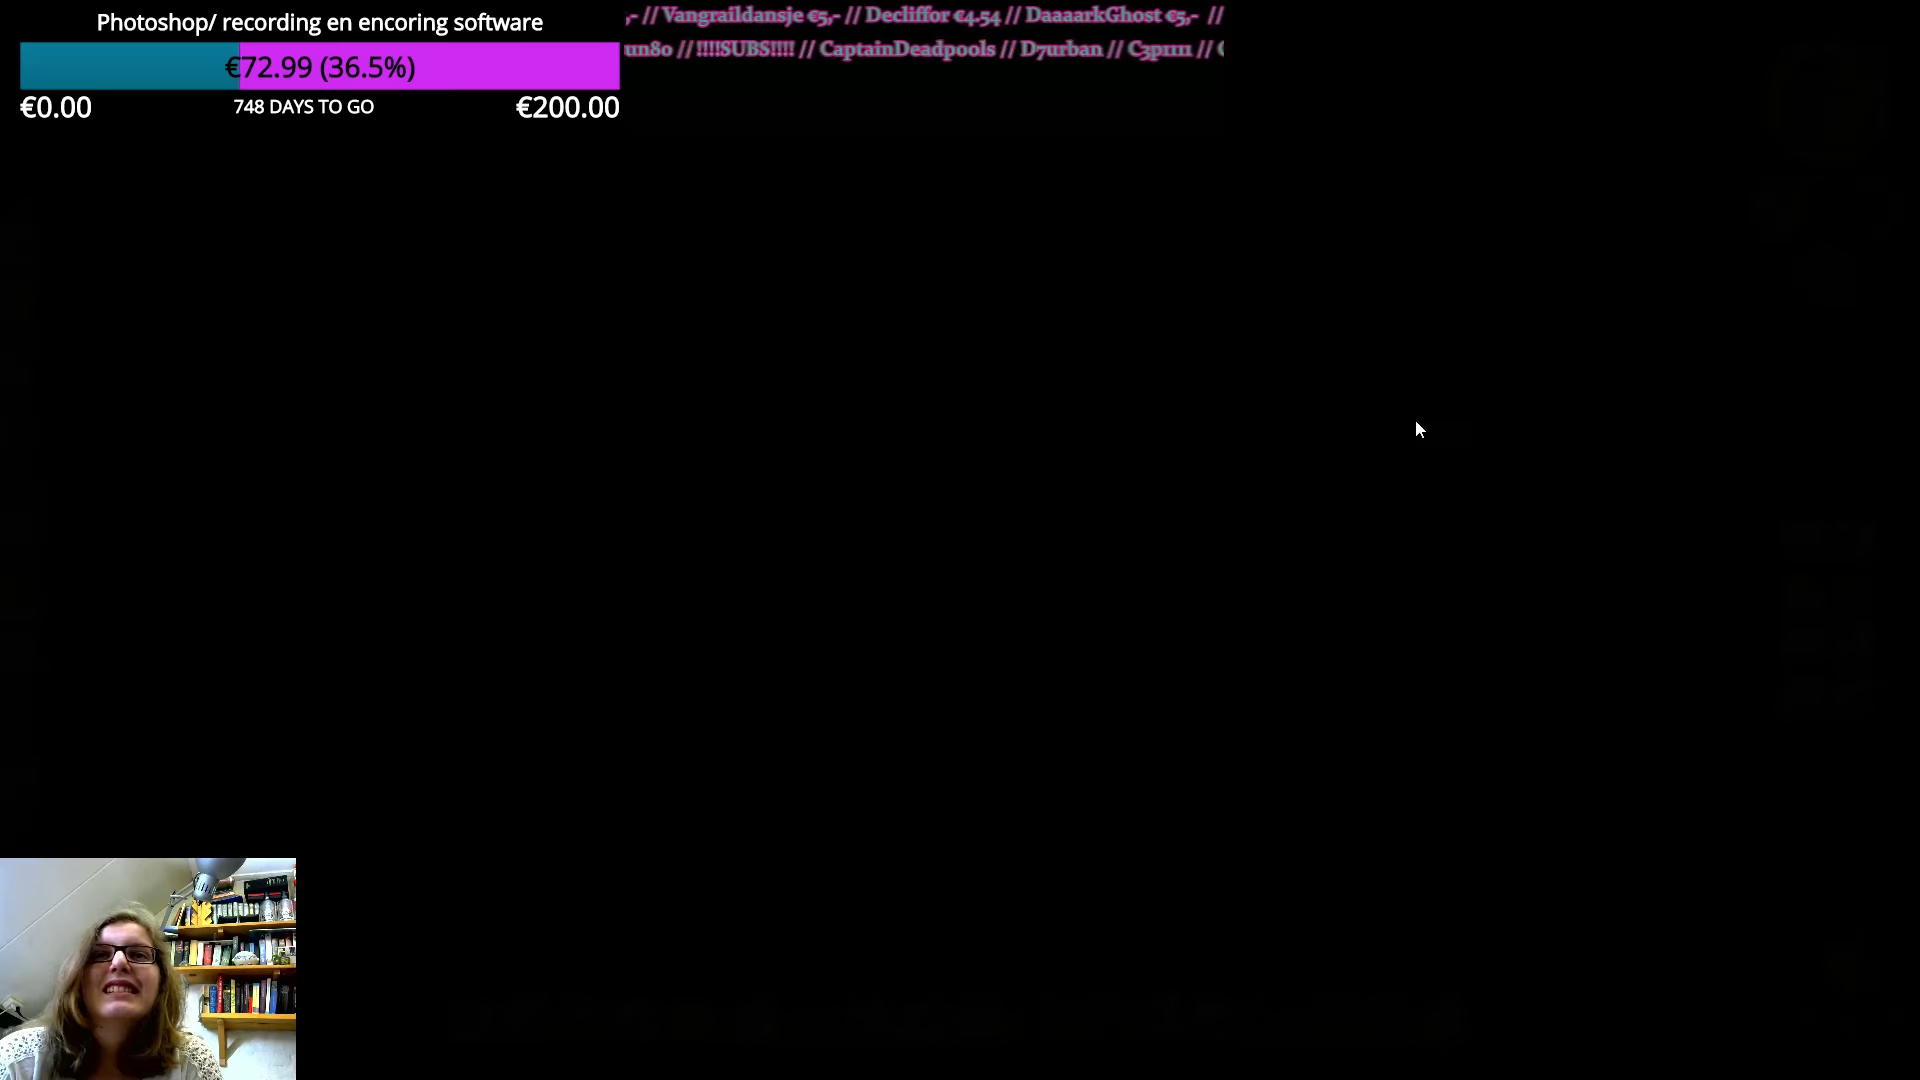 Photoshop/ recording en encoring software
€72.99 (36.5%)
€0.00 748 DAYS TO GO €200.00
,- // Vangraildansje €5,- // Decliffor €4.54 // DaaaarkGhost €5,- //
un80 // !!!!SUBS!!!! // CaptainDeadpools // D7urban // C3p1111 //